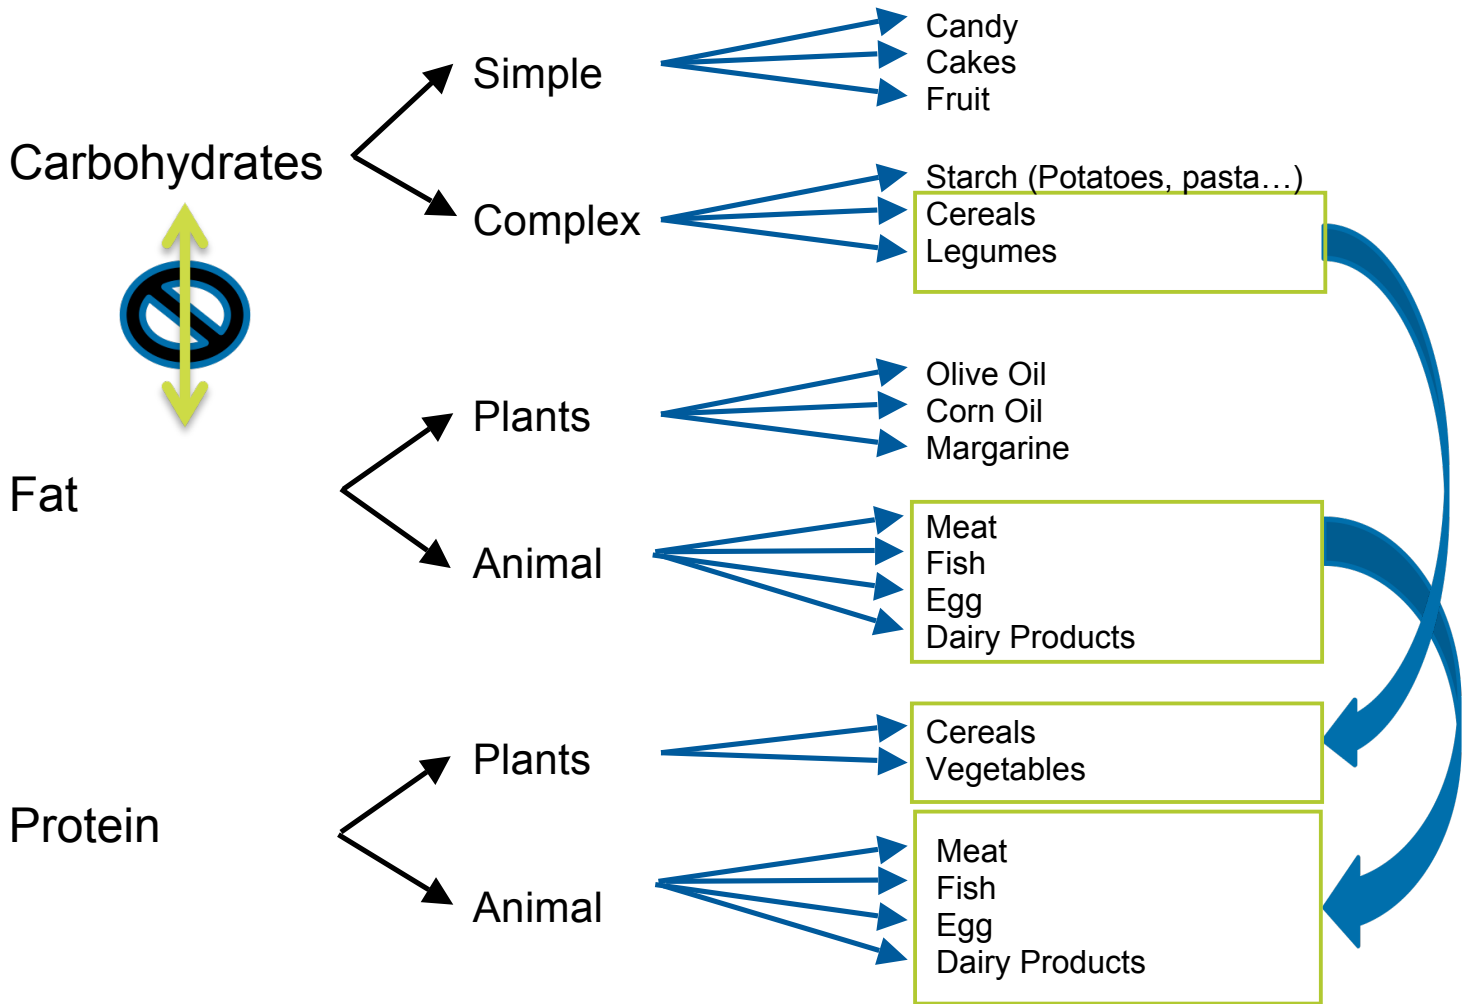 Carbohydrates
Simple
Candy
Cakes
Fruit
Complex
Starch (Potatoes, pasta…)
Cereals
Legumes
Fat
Plants
Olive Oil
Corn Oil
Margarine
Animal
Meat
Fish
Egg
Dairy Products
Protein
Plants
Cereals
Vegetables
Animal
Meat
Fish
Egg
Dairy Products